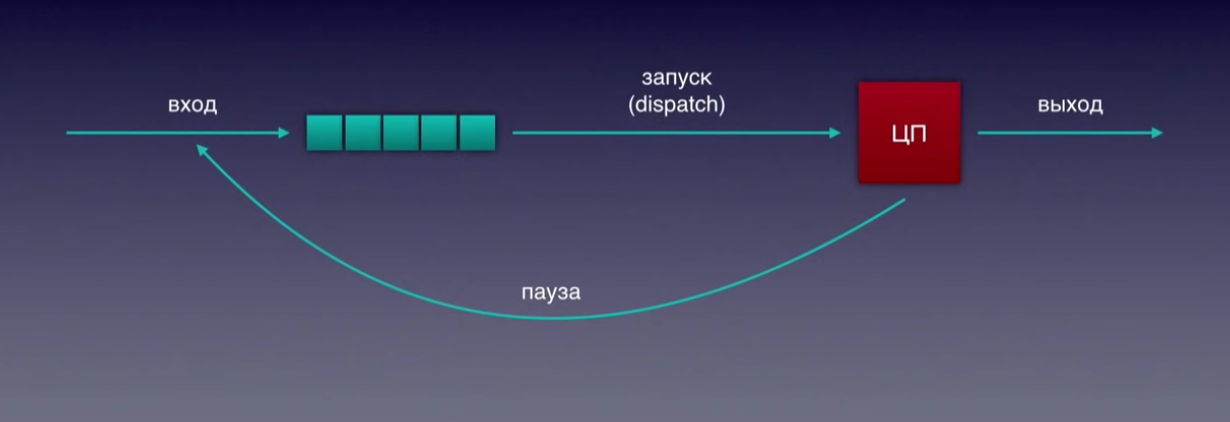 вход
запуск
(dispatch)
ЦП
выход
пауза